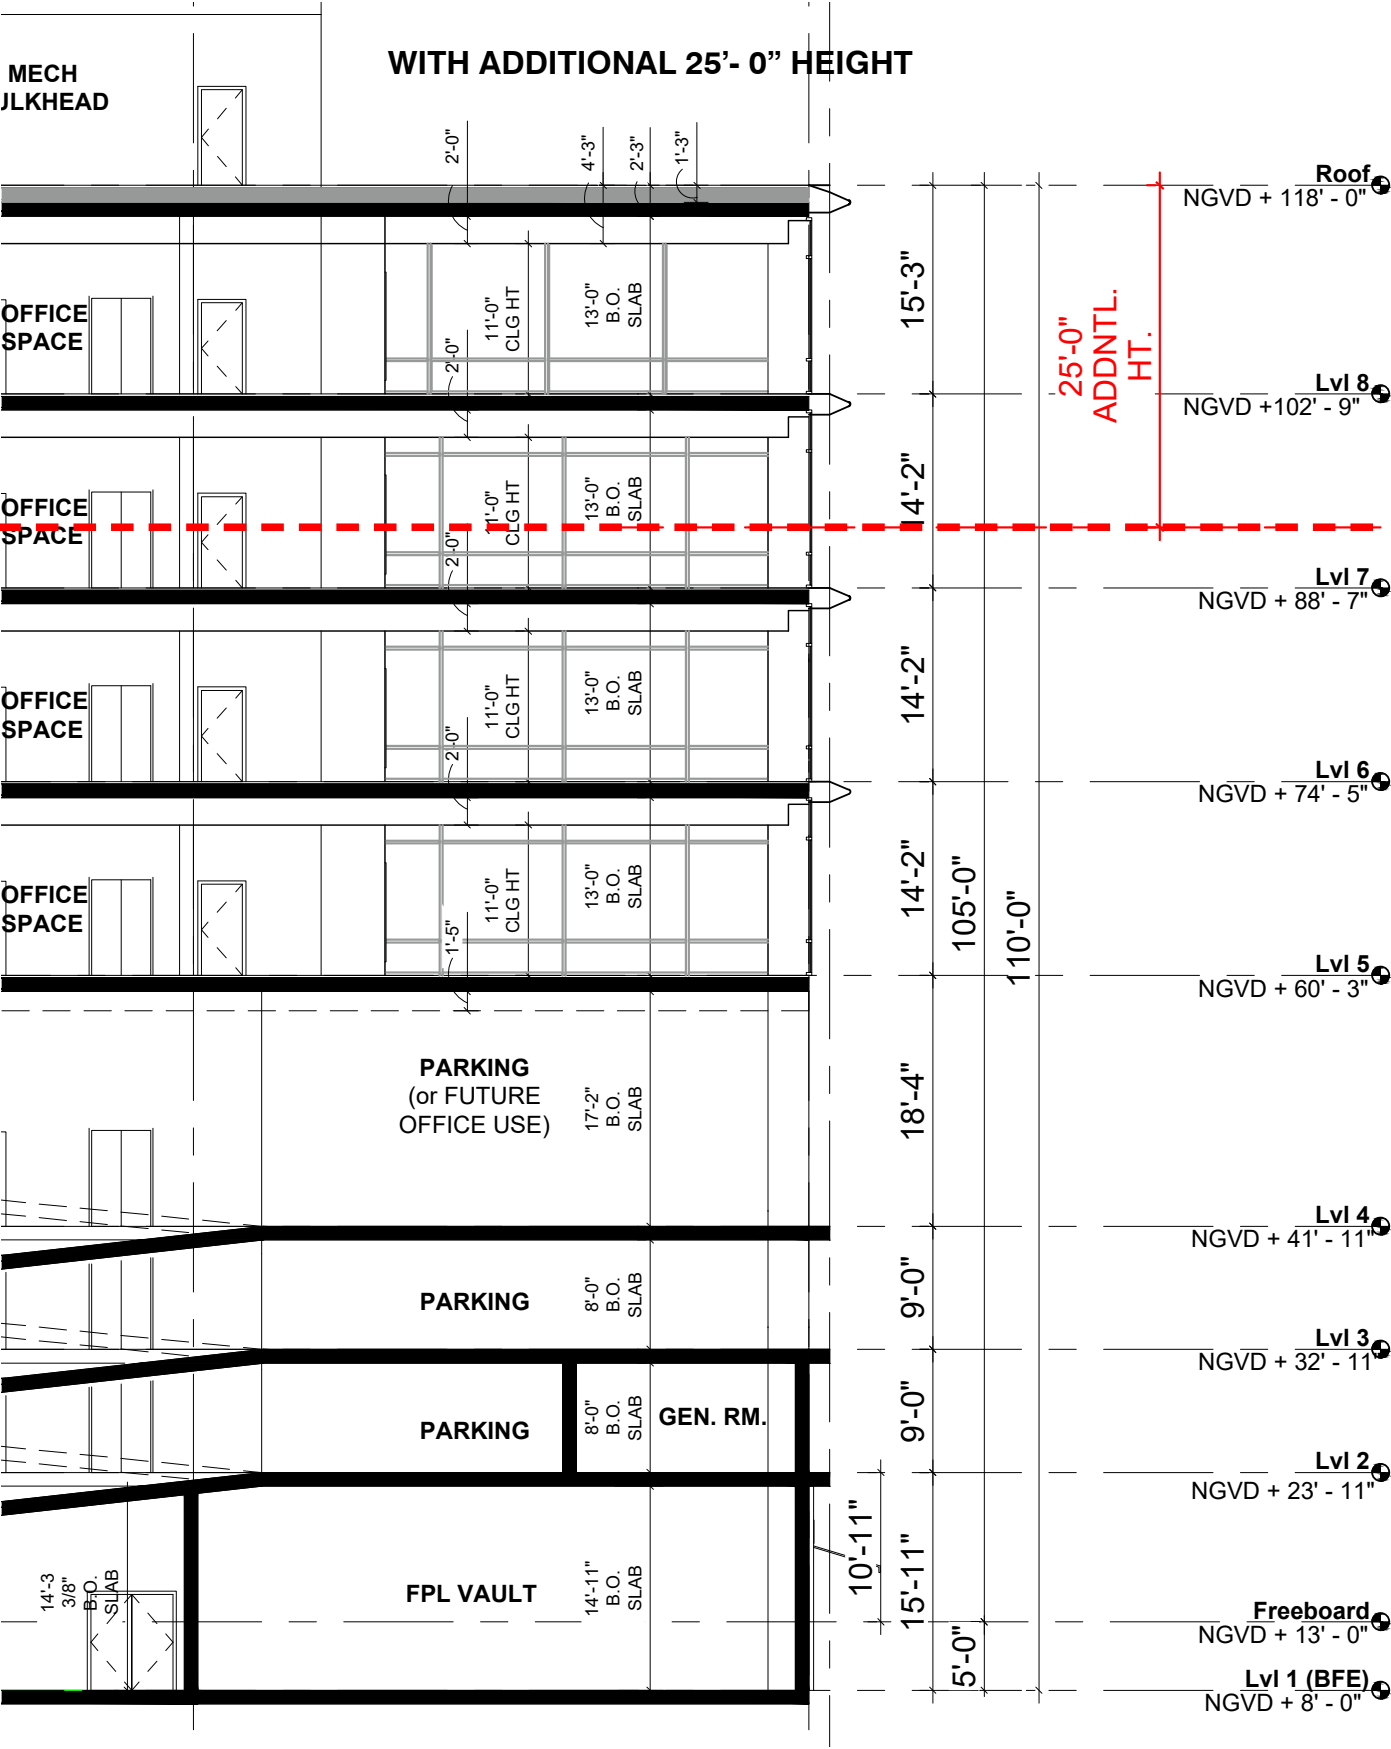 WITH ADDITIONAL 25’- 0” HEIGHT
MECH
ULKHEAD
2'-0"
4'-3"
2'-3"
1'-3"
Roof
NGVD + 118' - 0"
15'-3"
OFFICE
SPACE
11'-0"
CLG HT
13'-0"
B.O.
SLAB
25'-0"
ADDNTL.
HT.
2'-0"
Lvl 8
NGVD +102' - 9"
14'-2"
OFFICE
SPACE
11'-0"
CLG HT
13'-0"
B.O.
SLAB
2'-0"
Lvl 7
NGVD + 88' - 7"
14'-2"
OFFICE
SPACE
11'-0"
CLG HT
13'-0"
B.O.
SLAB
2'-0"
Lvl 6
NGVD + 74' - 5"
14'-2"
OFFICE
SPACE
11'-0"
CLG HT
13'-0"
B.O.
SLAB
1'-5"
105'-0"
110'-0"
Lvl 5
NGVD + 60' - 3"
PARKING
(or FUTURE
OFFICE USE)
17'-2"
B.O.
SLAB
18'-4"
Lvl 4
NGVD + 41' - 11"
PARKING
8'-0"
B.O.
SLAB
9'-0"
Lvl 3
NGVD + 32' - 11"
PARKING
8'-0"
B.O.
SLAB
GEN. RM.
9'-0"
Lvl 2
NGVD + 23' - 11"
14'-3
3/8"
B.O.
SLAB
FPL VAULT
14'-11"
B.O.
SLAB
10'-11"
15'-11"
5'-0"
Freeboard
NGVD + 13' - 0"
Lvl 1 (BFE)
NGVD + 8' - 0"